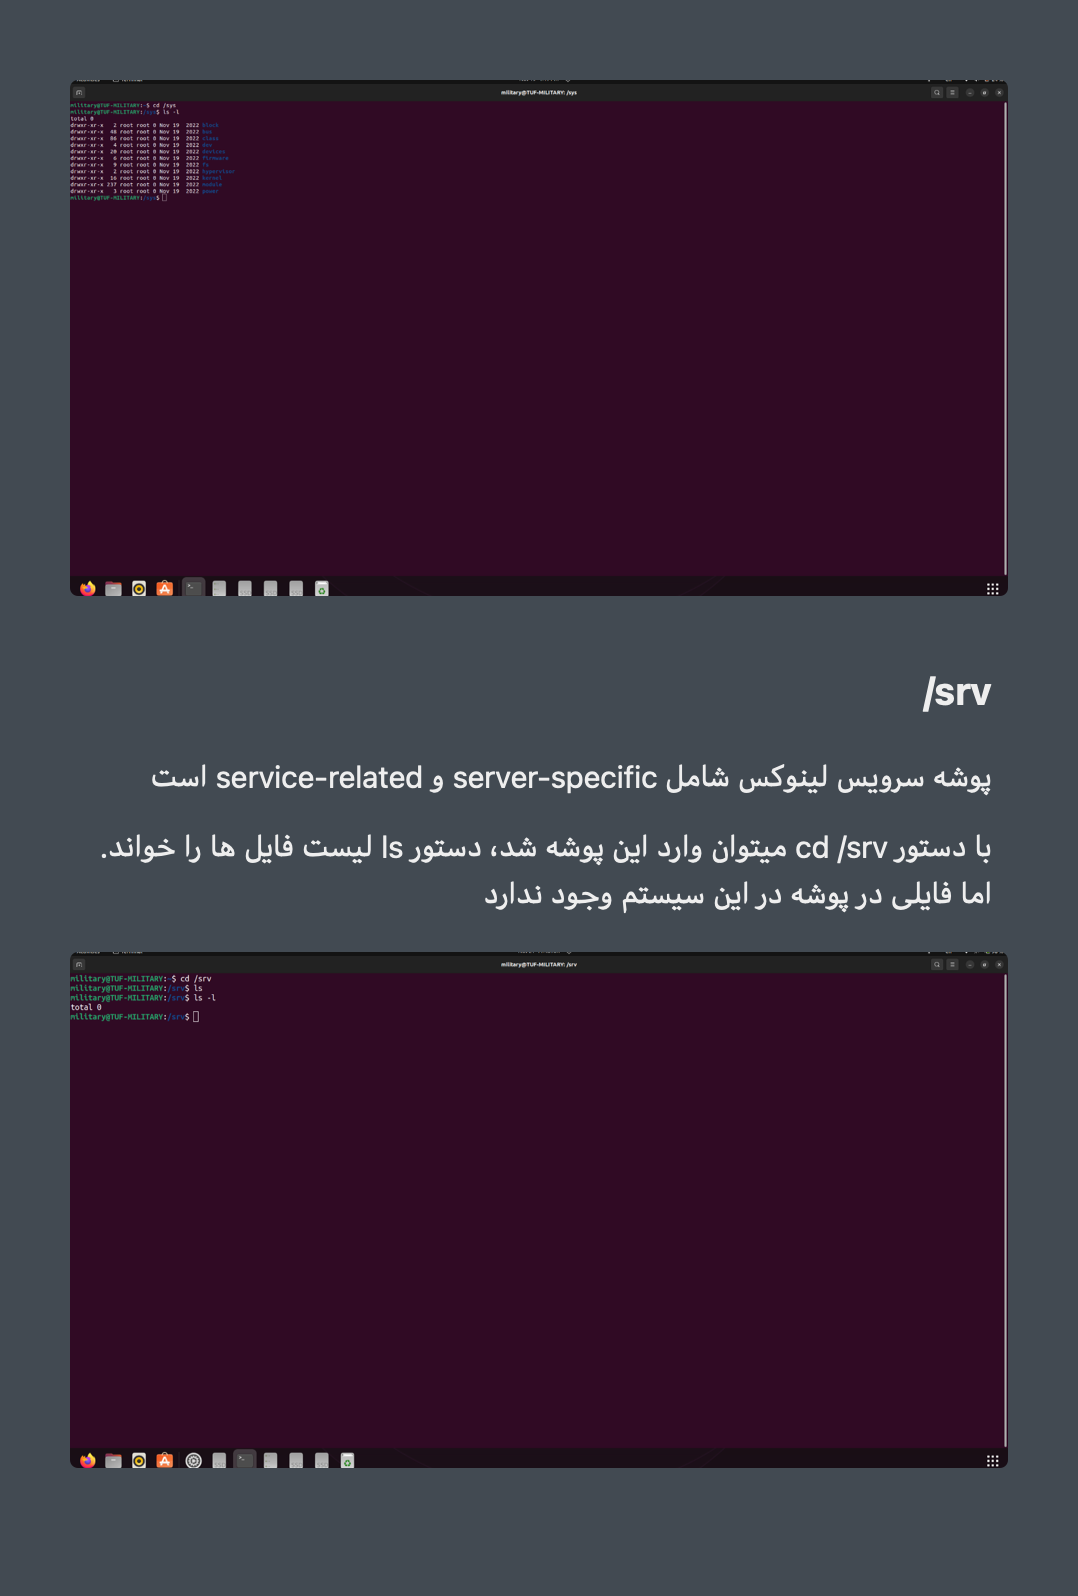 military@TUF-MILITARY: /sys
military@TUF-MILITARY:~$ cd /sys
military@TUF-MILITARY:/sys$ ls -l
total 0
drwxr-xr-x   2 root root 0 Nov 19  2022 block
drwxr-xr-x  48 root root 0 Nov 19  2022 bus
drwxr-xr-x  86 root root 0 Nov 19  2022 class
drwxr-xr-x   4 root root 0 Nov 19  2022 dev
drwxr-xr-x  20 root root 0 Nov 19  2022 devices
drwxr-xr-x   6 root root 0 Nov 19  2022 firmware
drwxr-xr-x   9 root root 0 Nov 19  2022 fs
drwxr-xr-x   2 root root 0 Nov 19  2022 hypervisor
drwxr-xr-x  16 root root 0 Nov 19  2022 kernel
drwxr-xr-x 237 root root 0 Nov 19  2022 module
drwxr-xr-x   3 root root 0 Nov 19  2022 power
military@TUF-MILITARY:/sys$
/srv
پوشه سرویس لینوکس شامل server-specific و service-related است
با دستور cd /srv میتوان وارد این پوشه شد، دستور ls لیست فایل ها را خواند.
اما فایلی در پوشه در این سیستم وجود ندارد
military@TUF-MILITARY: /srv
military@TUF-MILITARY:~$ cd /srv
military@TUF-MILITARY:/srv$ ls
military@TUF-MILITARY:/srv$ ls -l
total 0
military@TUF-MILITARY:/srv$